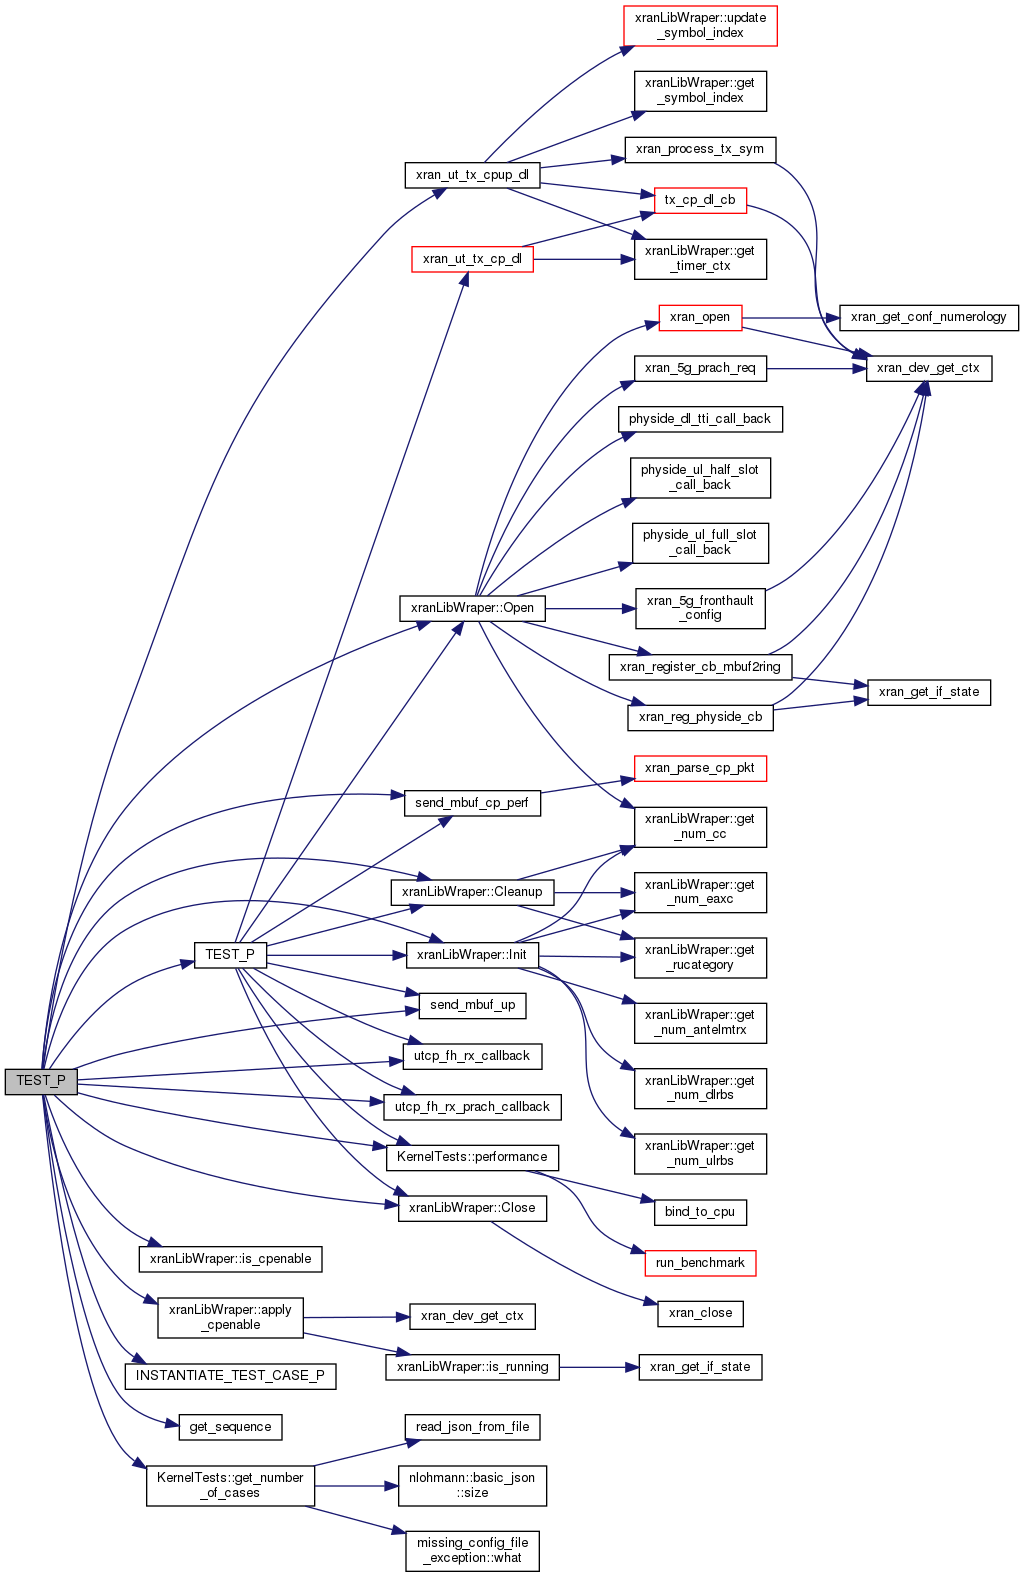 xranLibWraper::update
_symbol_index
xranLibWraper::get
_symbol_index
xran_process_tx_sym
xran_ut_tx_cpup_dl
tx_cp_dl_cb
xranLibWraper::get
_timer_ctx
xran_ut_tx_cp_dl
xran_open
xran_get_conf_numerology
xran_5g_prach_req
xran_dev_get_ctx
physide_dl_tti_call_back
physide_ul_half_slot
_call_back
physide_ul_full_slot
_call_back
xranLibWraper::Open
xran_5g_fronthault
_config
xran_register_cb_mbuf2ring
xran_get_if_state
xran_reg_physide_cb
xran_parse_cp_pkt
send_mbuf_cp_perf
xranLibWraper::get
_num_cc
xranLibWraper::Cleanup
xranLibWraper::get
_num_eaxc
TEST_P
xranLibWraper::Init
xranLibWraper::get
_rucategory
send_mbuf_up
xranLibWraper::get
_num_antelmtrx
utcp_fh_rx_callback
TEST_P
xranLibWraper::get
_num_dlrbs
utcp_fh_rx_prach_callback
KernelTests::performance
xranLibWraper::get
_num_ulrbs
xranLibWraper::Close
bind_to_cpu
xranLibWraper::is_cpenable
run_benchmark
xranLibWraper::apply
_cpenable
xran_dev_get_ctx
xran_close
xranLibWraper::is_running
xran_get_if_state
INSTANTIATE_TEST_CASE_P
get_sequence
read_json_from_file
KernelTests::get_number
_of_cases
nlohmann::basic_json
::size
missing_config_file
_exception::what